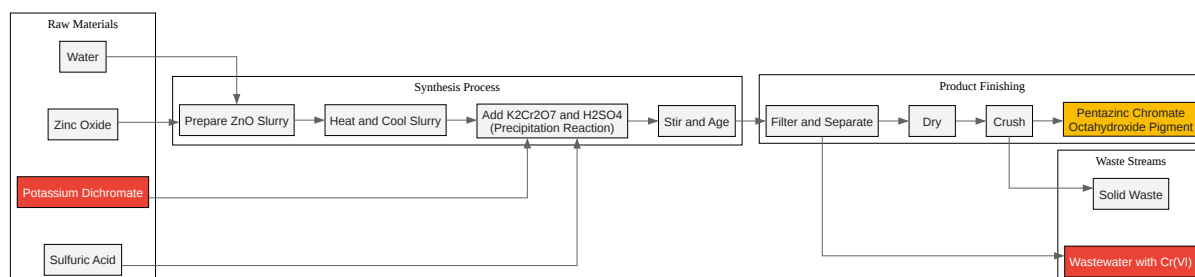 Raw Materials
Water
Zinc Oxide
Potassium Dichromate
Sulfuric Acid
Synthesis Process
Prepare ZnO Slurry
Heat and Cool Slurry
Add K2Cr2O7 and H2SO4
(Precipitation Reaction)
Stir and Age
Product Finishing
Filter and Separate
Dry
Crush
Pentazinc Chromate
Octahydroxide Pigment
Waste Streams
Solid Waste
Wastewater with Cr(VI)